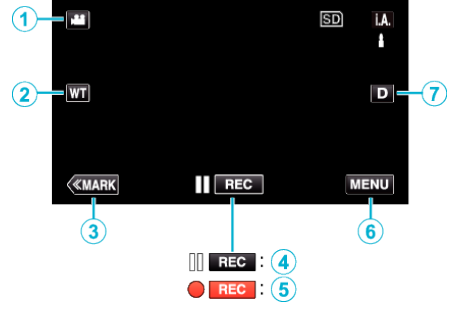 1 SD i.A.
2 WT D 7
≪MARK REC MENU
3 6
REC : 4
REC : 5